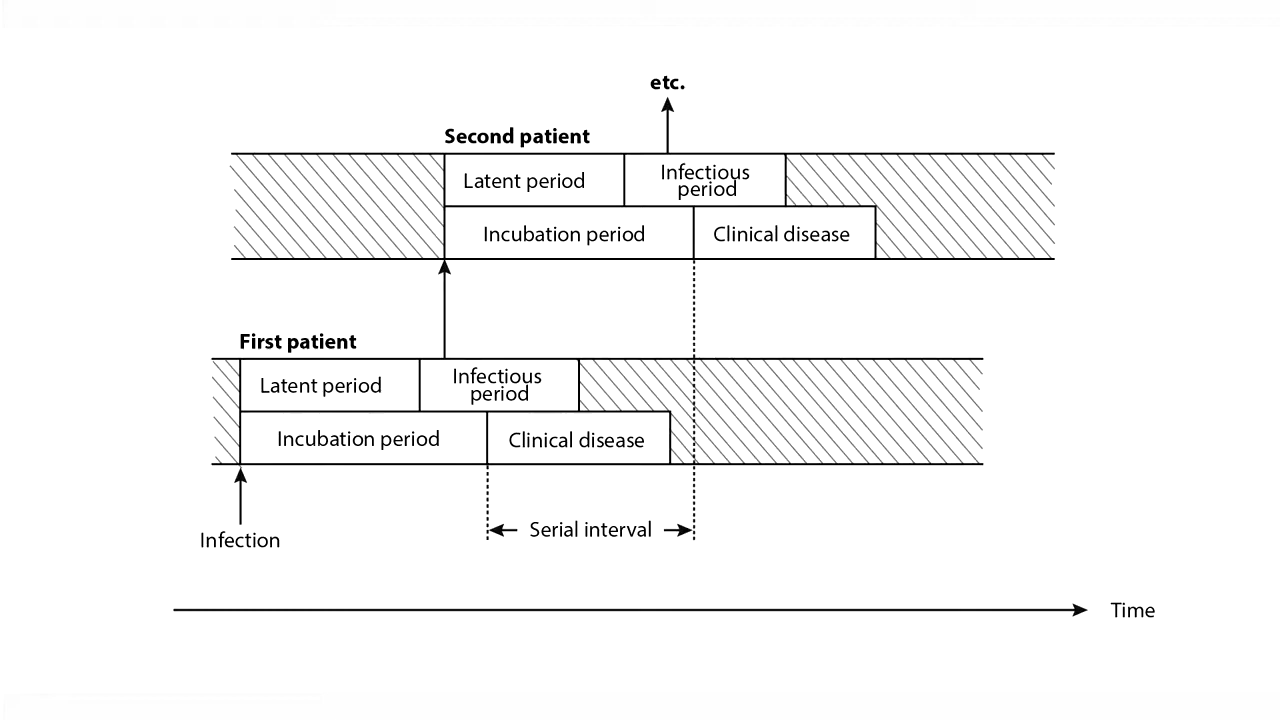 etc.
Second patient
Latent period
Infectious
period
Incubation period
Clinical disease
First patient
Latent period
Infectious
period
Incubation period
Clinical disease
Serial interval
Infection
Time